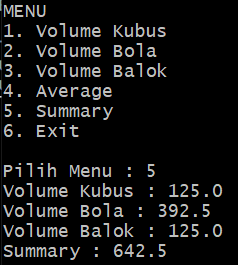 MENU
1. Volume Kubus
2. Volume Bola
3. Volume Balok
4. Average
5. Summary
6. Exit
Pilih Menu : 5
Volume Kubus : 125.0
Volume Bola : 392.5
Volume Balok : 125.0
Summary : 642.5